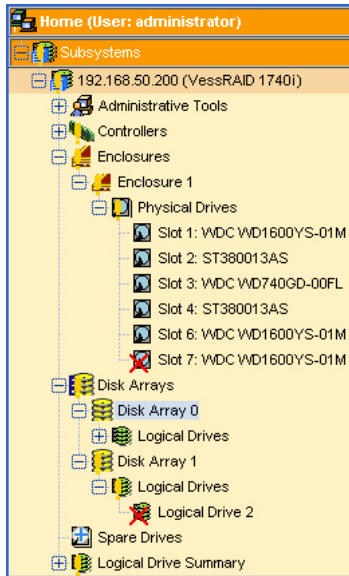 Home (User: administrator)
Subsystems
192.168.50.200 (VessRAID 1740i)
Administrative Tools
Controllers
Enclosures
Enclosure 1
Physical Drives
Slot 1: WDC WD1600YS-01M
Slot 2: ST380013AS
Slot 3: WDC WD740GD-00FL
Slot 4: ST380013AS
Slot 6: WDC WD1600YS-01M
Slot 7: WDC WD1600YS-01M
Disk Arrays
Disk Array 0
Logical Drives
Disk Array 1
Logical Drives
Logical Drive 2
Spare Drives
Logical Drive Summary